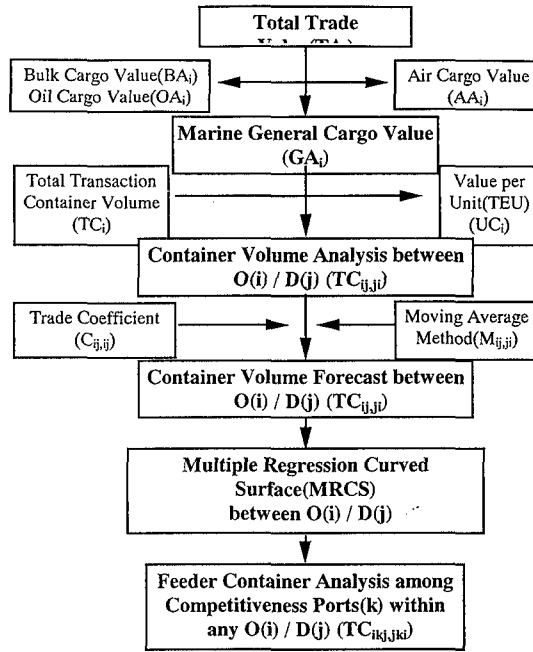 Total Trade
Bulk Cargo Value(BAi)
Oil Cargo Value(OAi)
Air Cargo Value
(AAi)
Marine General Cargo Value
(GAi)
Total Transaction
Container Volume
(TCi)
Value per
Unit(TEU)
(UCi)
Container Volume Analysis between
O(i) / D(j) (TCij,ji)
Trade Coefficient
(Cij,ij)
Moving Average
Method(Mij,ji)
Container Volume Forecast between
O(i) / D(j) (TCij,ji)
Multiple Regression Curved
Surface(MRCS)
between O(i) / D(j)
Feeder Container Analysis among
Competitiveness Ports(k) within
any O(i) / D(j) (TCikj,jki)